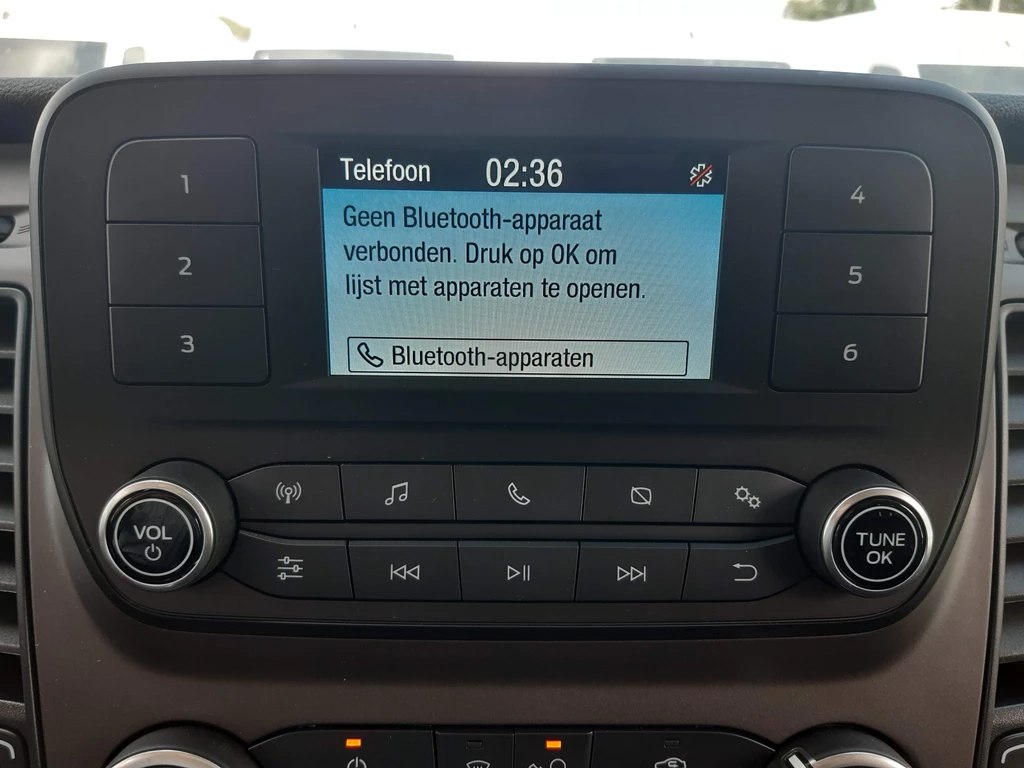 Telefoon 02:36
Geen Bluetooth-apparaat
verbonden. Druk op OK om
lijst met apparaten te openen.
Bluetooth-apparaten
1
2
3
4
5
6
VOL
TUNE
OK